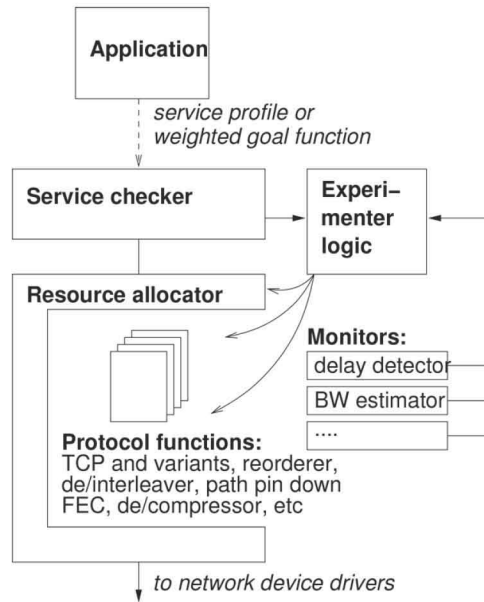 Application
service profile or
weighted goal function
Service checker
Experi–
menter
logic
Resource allocator
Monitors:
delay detector
BW estimator
....
Protocol functions:
TCP and variants, reorderer,
de/interleaver, path pin down
FEC, de/compressor, etc
to network device drivers